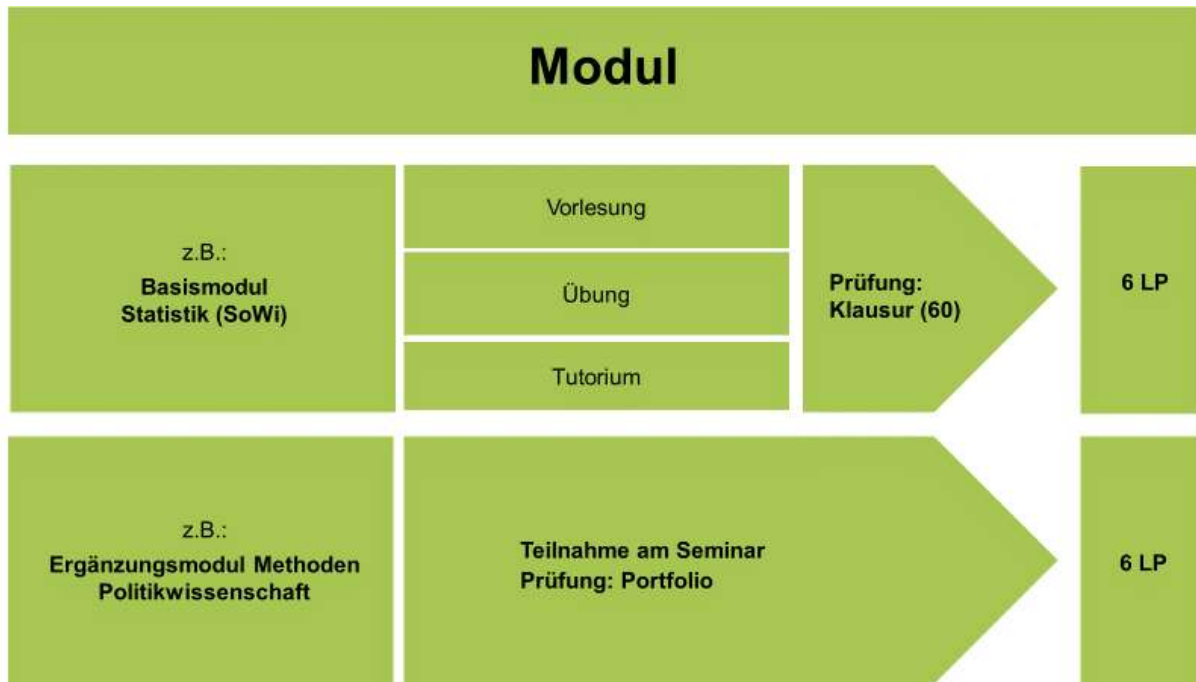 Modul
z.B.:
Basismodul
Statistik (SoWi)
Vorlesung
Übung
Tutorium
Prüfung:
Klausur (60)
6 LP
z.B.:
Ergänzungsmodul Methoden
Politikwissenschaft
Teilnahme am Seminar
Prüfung: Portfolio
6 LP